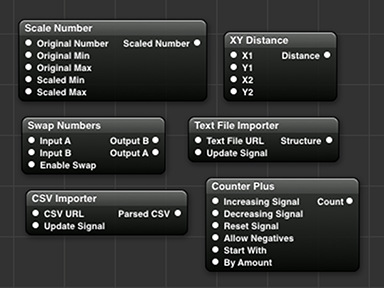 Scale Number
Original Number Scaled Number
Original Min
Original Max
Scaled Min
Scaled Max
XY Distance
X1 Distance
Y1
X2
Y2
Swap Numbers
Input A Output B
Input B Output A
Enable Swap
Text File Importer
Text File URL Structure
Update Signal
CSV Importer
CSV URL Parsed CSV
Update Signal
Counter Plus
Increasing Signal Count
Decreasing Signal
Reset Signal
Allow Negatives
Start With
By Amount